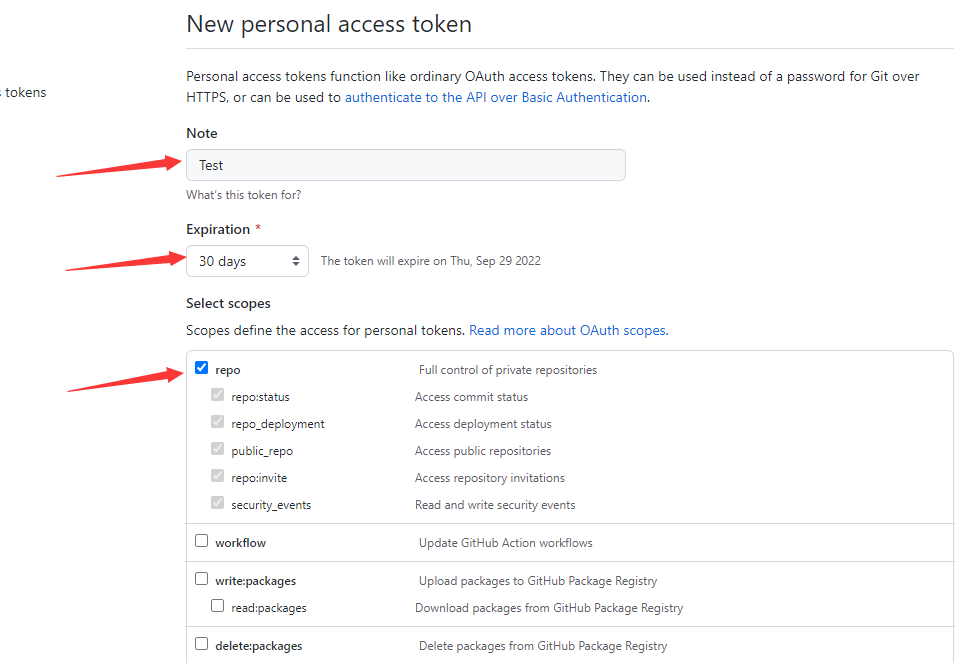 New personal access token
Personal access tokens function like ordinary OAuth access tokens. They can be used instead of a password for Git over
s tokens
HTTPS, or can be used to authenticate to the API over Basic Authentication.
Note
Test
What's this token for?
Expiration *
30 days The token will expire on Thu, Sep 29 2022
Select scopes
Scopes define the access for personal tokens. Read more about OAuth scopes.
repo Full control of private repositories
repo:status Access commit status
repo_deployment Access deployment status
public_repo Access public repositories
repo:invite Access repository invitations
security_events Read and write security events
workflow Update GitHub Action workflows
write:packages Upload packages to GitHub Package Registry
read:packages Download packages from GitHub Package Registry
delete:packages Delete packages from GitHub Package Registry